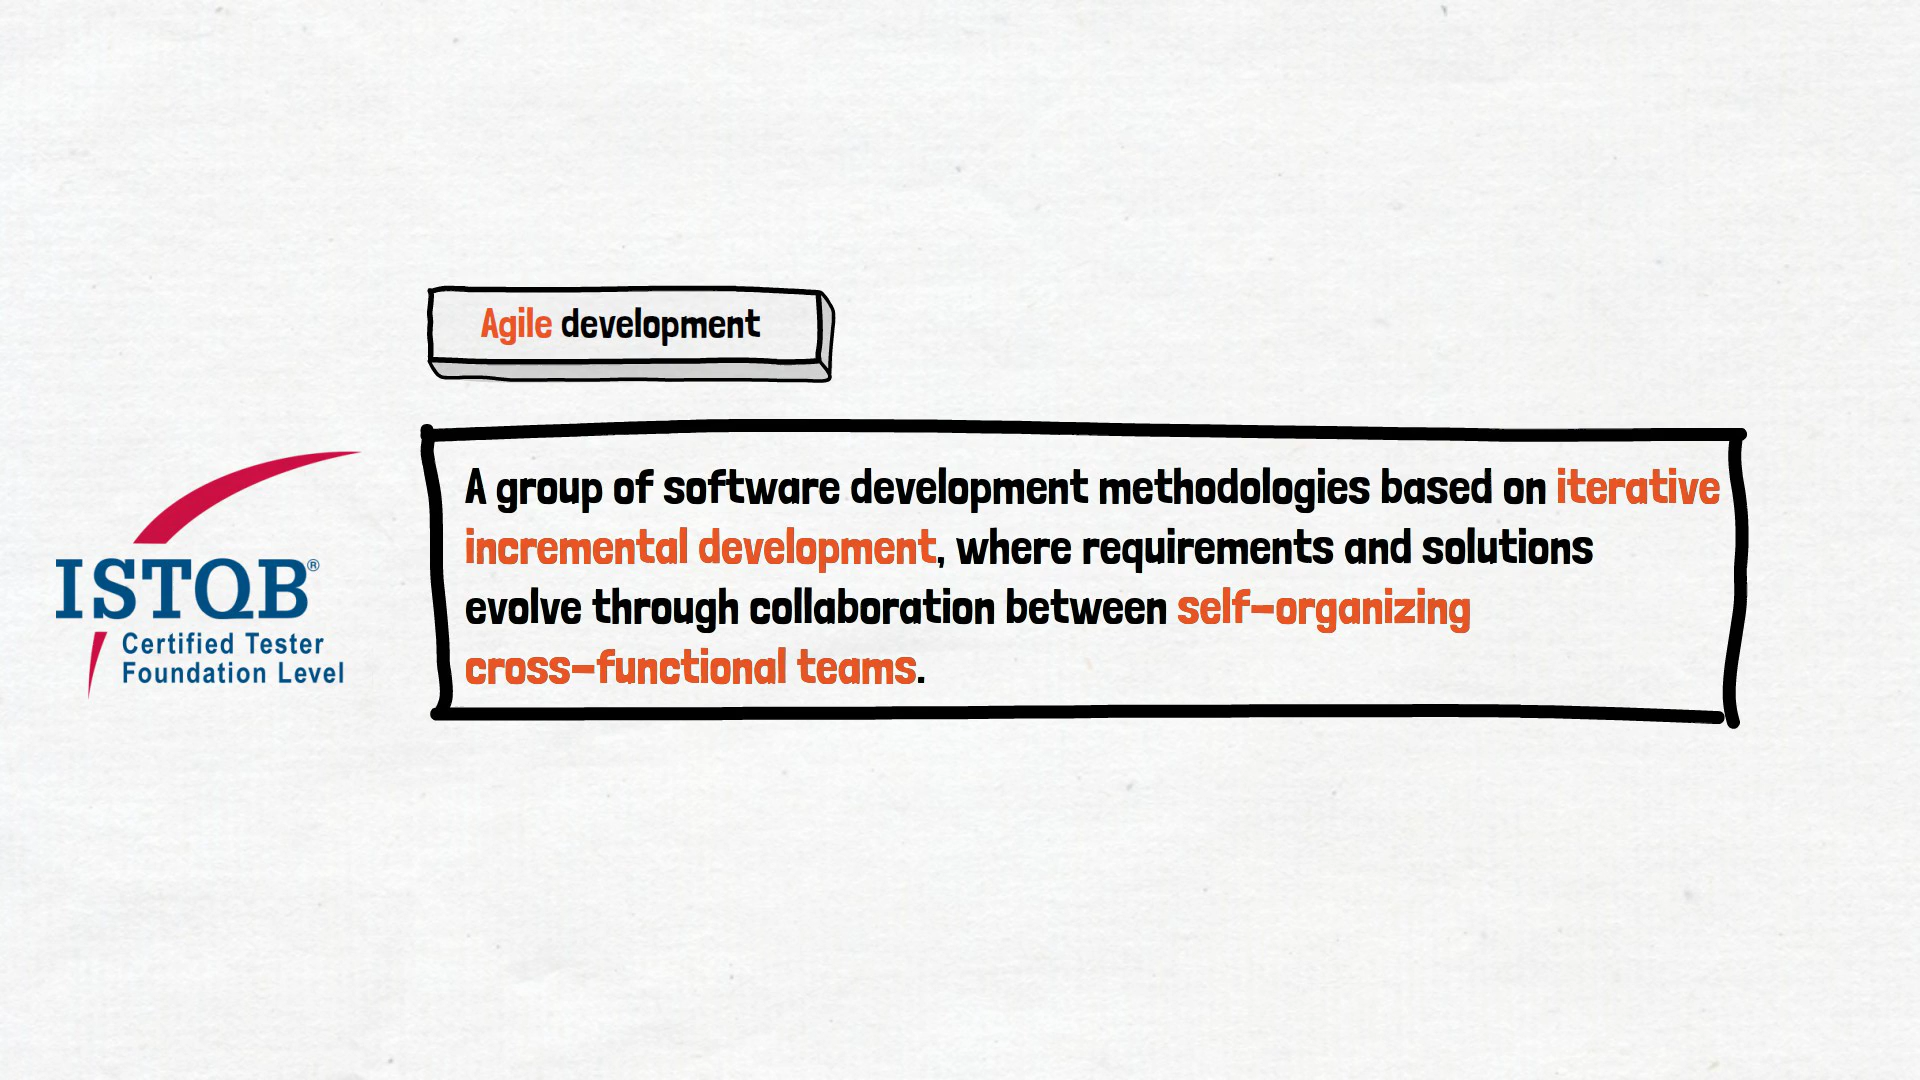 Agile development
A group of software development methodologies based on iterative
incremental development, where requirements and solutions
evolve through collaboration between self-organizing
cross-functional teams.
ISTQB®
Certified Tester
Foundation Level